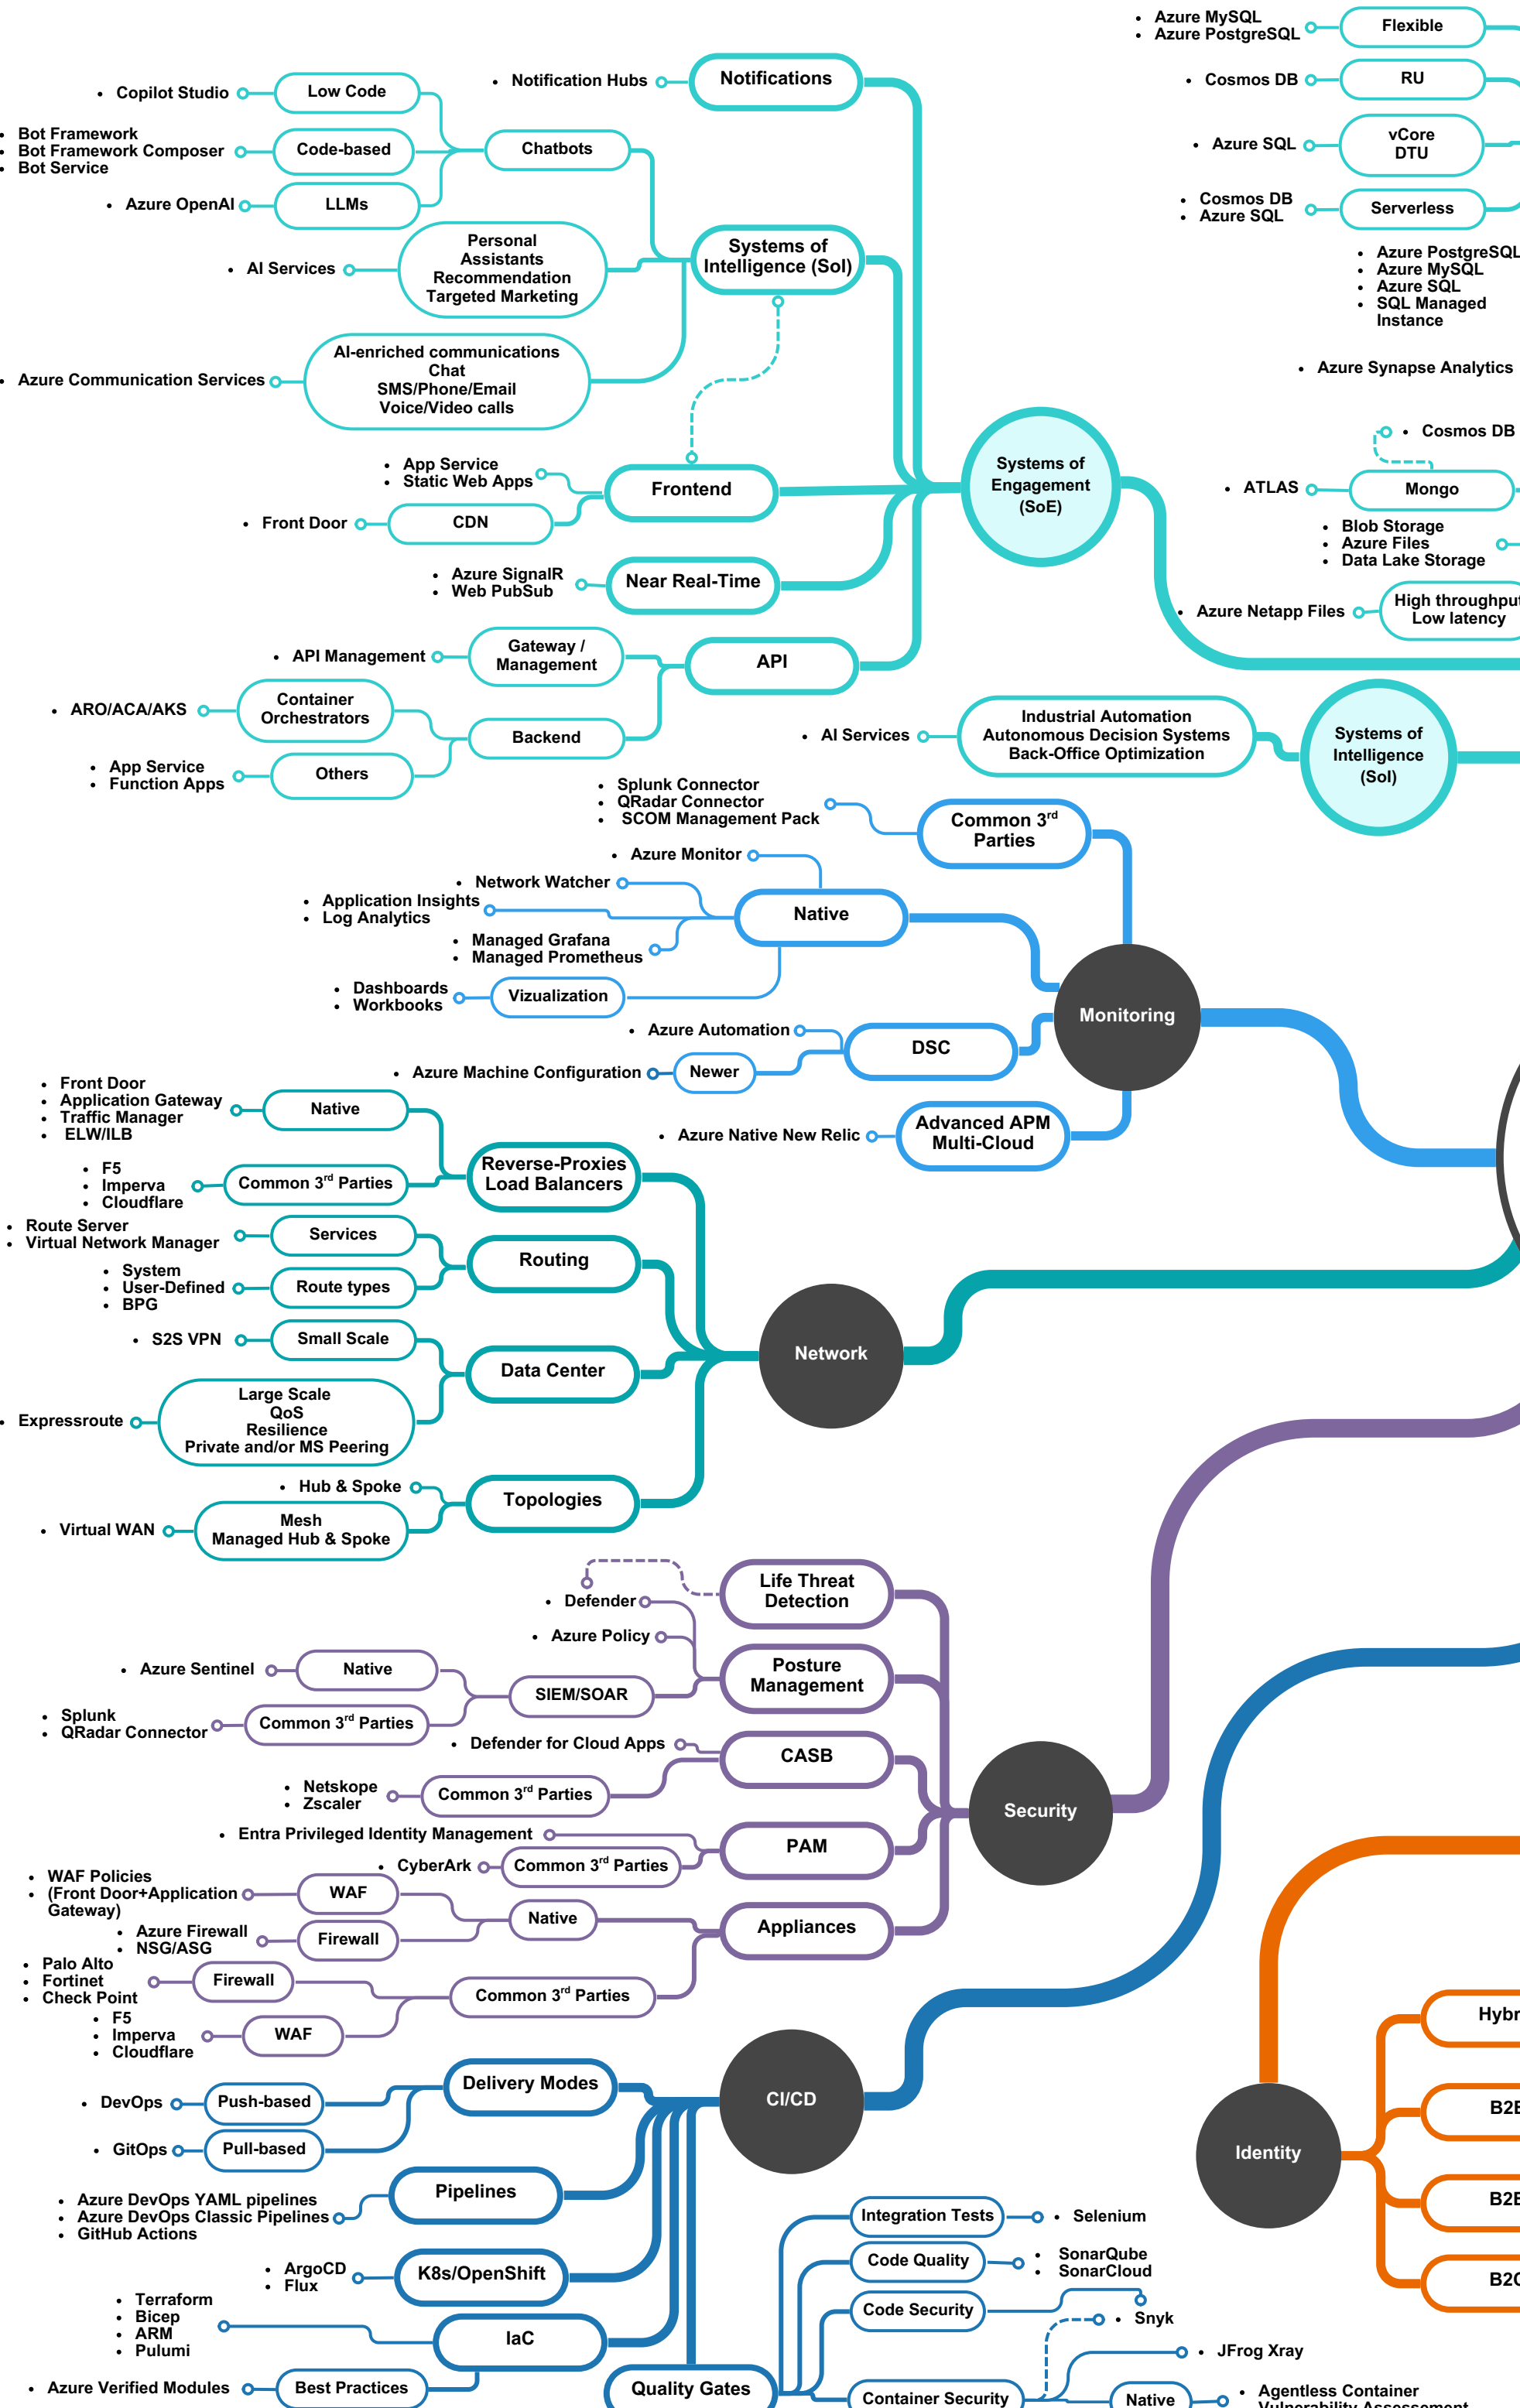 Azure MySQL
Azure PostgreSQL
Flexible
Notifications
Notification Hubs
Cosmos DB
RU
Low Code
Copilot Studio
Bot Framework
Bot Framework Composer
Bot Service
Code-based
Chatbots
Azure SQL
vCore
DTU
Azure OpenAI
LLMs
Cosmos DB
Azure SQL
Serverless
Personal
Assistants
Recommendation
Targeted Marketing
AI Services
Systems of
Intelligence (SoI)
Azure PostgreSQL
Azure MySQL
Azure SQL
SQL Managed
Instance
AI-enriched communications
Chat
SMS/Phone/Email
Voice/Video calls
Azure Communication Services
Azure Synapse Analytics
Cosmos DB
App Service
Static Web Apps
Frontend
Systems of
Engagement
(SoE)
ATLAS
Mongo
Front Door
CDN
Blob Storage
Azure Files
Data Lake Storage
Azure SignalR
Web PubSub
Near Real-Time
Azure Netapp Files
High throughput
Low latency
API Management
Gateway /
Management
API
ARO/ACA/AKS
Container
Orchestrators
Backend
App Service
Function Apps
Others
AI Services
Industrial Automation
Autonomous Decision Systems
Back-Office Optimization
Systems of
Intelligence
(SoI)
Splunk Connector
QRadar Connector
SCOM Management Pack
Common 3rd
Parties
Azure Monitor
Network Watcher
Application Insights
Log Analytics
Native
Managed Grafana
Managed Prometheus
Dashboards
Workbooks
Vizualization
Monitoring
Azure Automation
DSC
Azure Machine Configuration
Newer
Azure Native New Relic
Advanced APM
Multi-Cloud
Front Door
Application Gateway
Traffic Manager
ELW/ILB
Native
Reverse-Proxies
Load Balancers
F5
Imperva
Cloudflare
Common 3rd Parties
Route Server
Virtual Network Manager
Services
Routing
System
User-Defined
BPG
Route types
S2S VPN
Small Scale
Data Center
Network
Expressroute
Large Scale
QoS
Resilience
Private and/or MS Peering
Hub & Spoke
Topologies
Virtual WAN
Mesh
Managed Hub & Spoke
Life Threat
Detection
Defender
Azure Policy
Posture
Management
Azure Sentinel
Native
SIEM/SOAR
Splunk
QRadar Connector
Common 3rd Parties
Defender for Cloud Apps
CASB
Netskope
Zscaler
Common 3rd Parties
Security
Entra Privileged Identity Management
PAM
CyberArk
Common 3rd Parties
WAF Policies
(Front Door+Application
Gateway)
WAF
Native
Appliances
Azure Firewall
NSG/ASG
Firewall
Palo Alto
Fortinet
Check Point
Firewall
Common 3rd Parties
F5
Imperva
Cloudflare
WAF
Delivery Modes
DevOps
Push-based
CI/CD
GitOps
Pull-based
Pipelines
Azure DevOps YAML pipelines
Azure DevOps Classic Pipelines
GitHub Actions
Identity
Integration Tests
Selenium
Code Quality
SonarQube
SonarCloud
ArgoCD
Flux
K8s/OpenShift
Code Security
Snyk
Terraform
Bicep
ARM
Pulumi
IaC
JFrog Xray
Azure Verified Modules
Best Practices
Quality Gates
Container Security
Native
Agentless Container